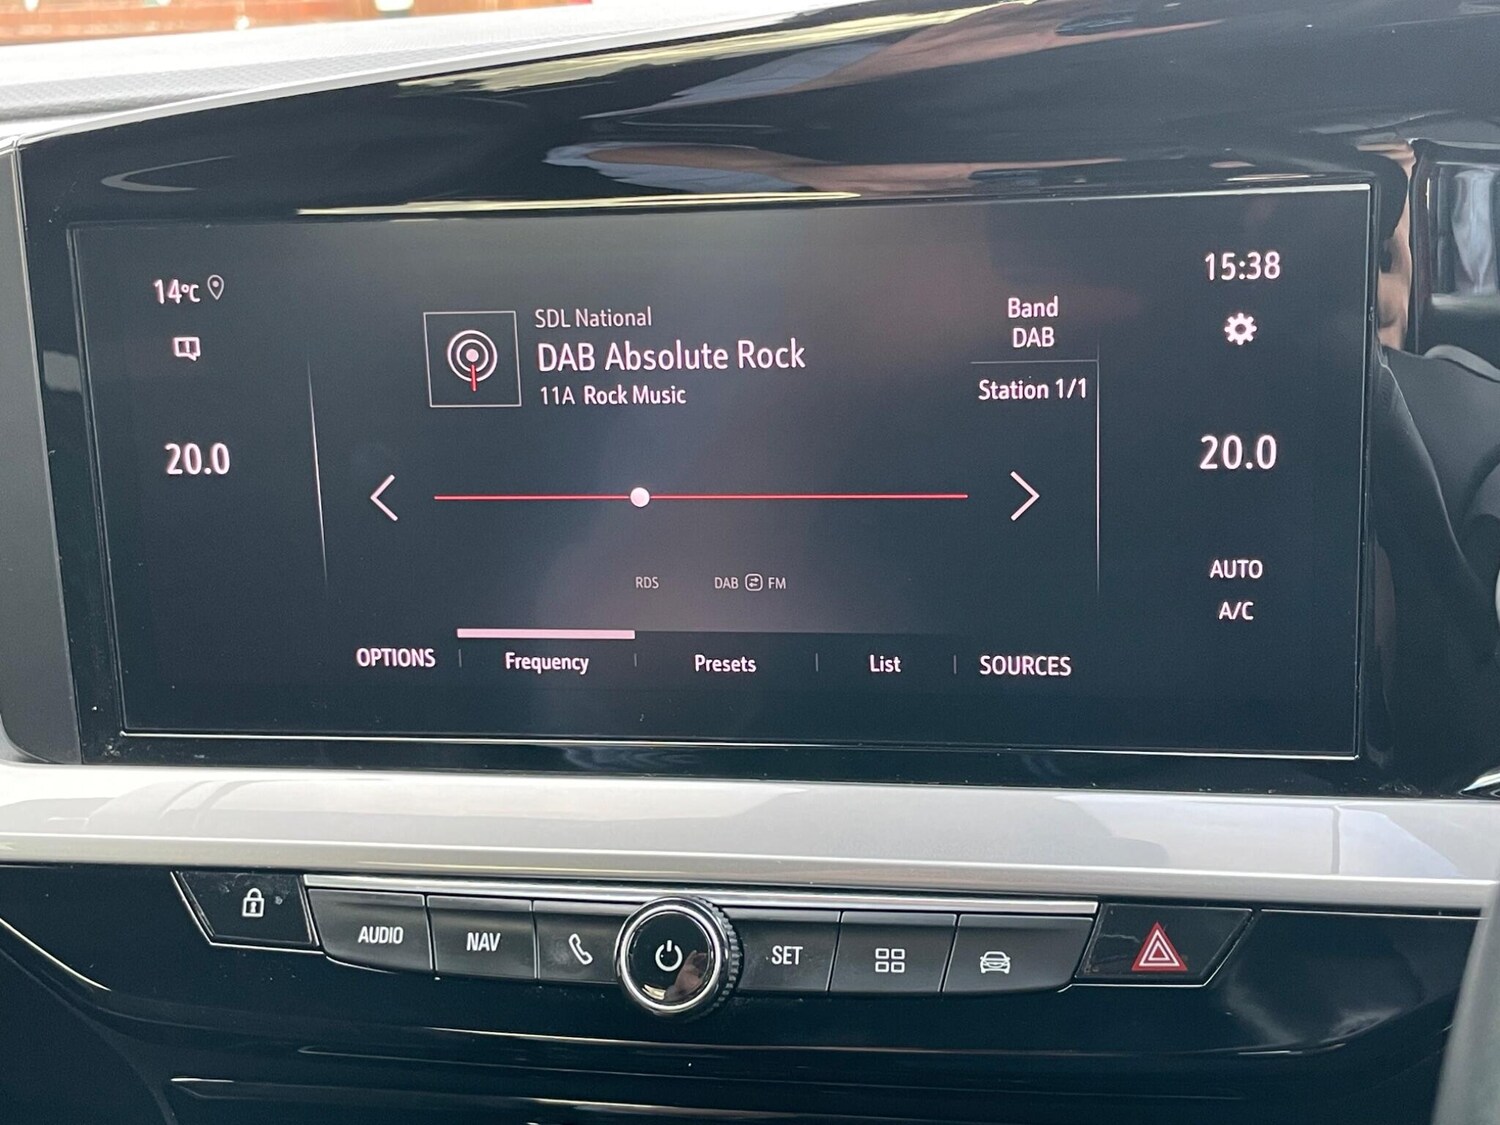 14°C
20.0
SDL National
DAB Absolute Rock
11A Rock Music
Band
DAB
Station 1/1
RDS
DAB FM
OPTIONS
Frequency
Presets
List
SOURCES
15:38
20.0
AUTO
A/C
AUDIO
NAV
SET